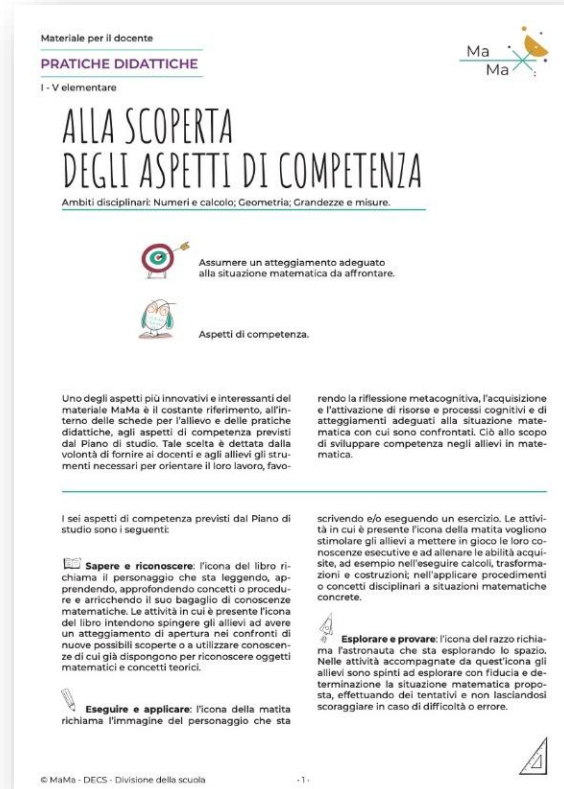 Materiale per il docente
PRATICHE DIDATTICHE
I - V elementare
Ma
Ma
ALLA SCOPERTA
DEGLI ASPETTI DI COMPETENZA
Ambiti disciplinari: Numeri e calcolo; Geometria; Grandezze e misure.
Assumere un atteggiamento adeguato
alla situazione matematica da affrontare.
Aspetti di competenza.
Uno degli aspetti più innovativi e interessanti del
materiale MaMa è il costante riferimento, all'in-
terno delle schede per l'allievo e delle pratiche
didattiche, agli aspetti di competenza previsti
dal Piano di studio. Tale scelta è dettata dalla
volontà di fornire ai docenti e agli allievi gli stru-
menti necessari per orientare il loro lavoro, favo-
rendo la riflessione metacognitiva, l'acquisizione
e l'attivazione di risorse e processi cognitivi e di
atteggiamenti adeguati alla situazione mate-
matica con cui sono confrontati. Ciò allo scopo
di sviluppare competenza negli allievi in mate-
matica.
I sei aspetti di competenza previsti dal Piano di
studio sono i seguenti:
Sapere e riconoscere: l'icona del libro ri-
chiama il personaggio che sta leggendo, ap-
prendendo, approfondendo concetti o procedu-
re e arricchendo il suo bagaglio di conoscenze
matematiche. Le attività in cui è presente l'icona
del libro intendono spingere gli allievi ad avere
un atteggiamento di apertura nei confronti di
nuove possibili scoperte o a utilizzare conoscen-
ze di cui già dispongono per riconoscere oggetti
matematici e concetti teorici.
Eseguire e applicare: l'icona della matita
richiama l'immagine del personaggio che sta
scrivendo e/o eseguendo un esercizio. Le attivi-
tà in cui è presente l'icona della matita vogliono
stimolare gli allievi a mettere in gioco le loro co-
noscenze esecutive e ad allenare le abilità acqui-
site, ad esempio nell'eseguire calcoli, trasforma-
zioni e costruzioni; nell'applicare procedimenti
o concetti disciplinari a situazioni matematiche
concrete.
Esplorare e provare: l'icona del razzo richia-
ma l'astronauta che sta esplorando lo spazio.
Nelle attività accompagnate da quest'icona gli
allievi sono spinti ad esplorare con fiducia e de-
terminazione la situazione matematica propo-
sta, effettuando dei tentativi e non lasciandosi
scoraggiare in caso di difficoltà o errore.
© MaMa - DECS - Divisione della scuola
- 1 -